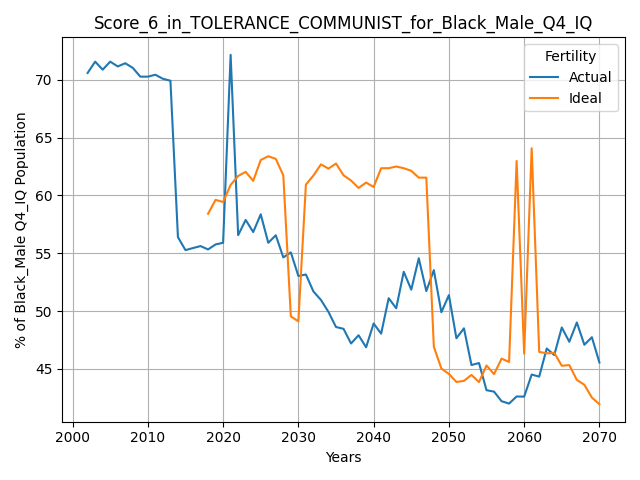 Score_6_in_TOLERANCE_COMMUNIST_for_Black_Male_Q4_IQ
% of Black_Male Q4_IQ Population
70
65
60
55
50
45
Fertility
Actual
Ideal
2000 2010 2020 2030 2040 2050 2060 2070
Years